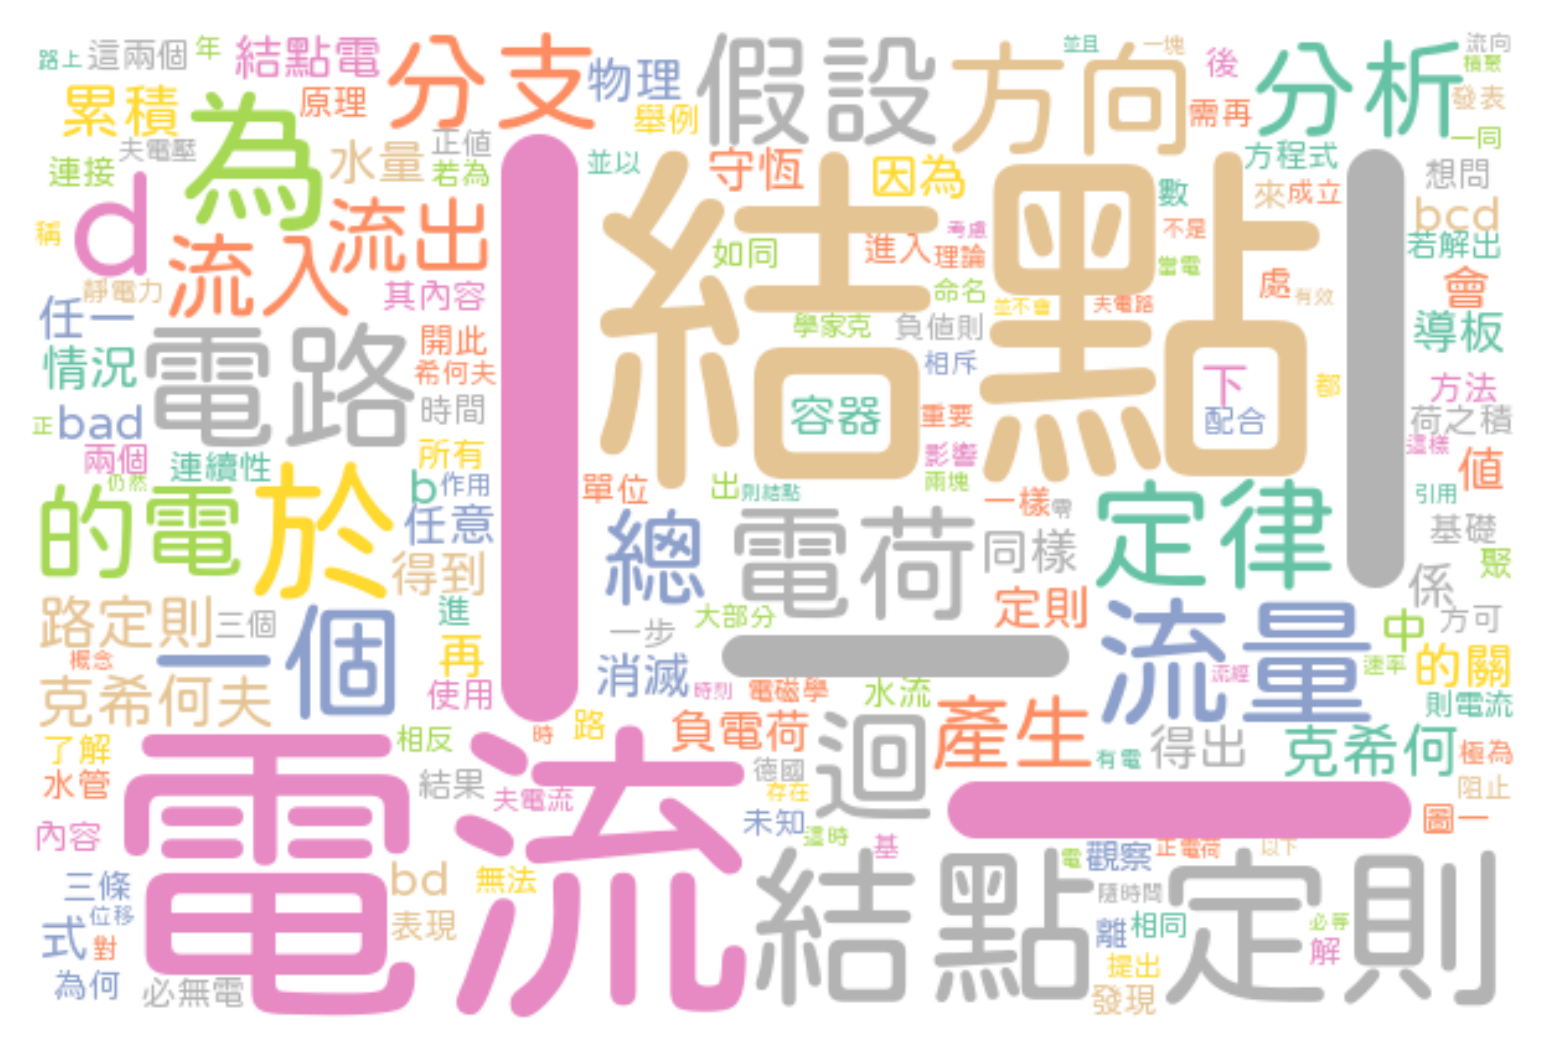 路上 這兩個 年 結點電 分支 物理 假設 方向 並且 一塊 後 分析 流向
積聚
累積 為 原理 舉例 需再 發表
一同
夫電壓 正值 水量 並以 守恆 因為 結點 數 方程式 想問
連接 d 若為 來 成立 bcd
稱 流入 流出 如同 進入 理論 考慮 不是 若解出
靜電力 其內容 命名 並不會 夫電路 當電 處 有效 會
任一 電路 開此 學家克 負值則 導板
情況 希何夫 相斥 下 都 方法
正 bad 時間 容器 重要 配合 荷之積
兩個 連續性 所有 影響 這樣 值
仍然 的電 於 b 作用 單位 出 則結點 兩塊 一樣 零 定律 引用
任意 總 電荷 同樣 基礎
得到 聚
路定則 三個 一個 進 大部分 定則 流量 係
概念 再 一步 中 方可
克希何夫 使用 消滅 時刻 電磁學 水流 流經 速率 的關
電流 時 路 負電荷 迴 產生 則電流
了解 相反 有電 得出 克希何 極為
水管 結果 夫電流 德國 存在 阻止
內容 未知 這時 基 圖一
電 觀察 正電荷 以下
三條 bd 無法 結點定則 隨時間
式 位移 對 表現 離 相同 必等
解
為何 必無電 提出
發現